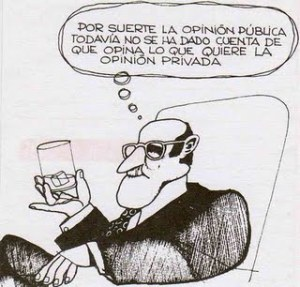 POR SUERTE LA OPINIÓN PÚBLICA
TODAVÍA NO SE HA DADO CUENTA DE
QUE OPINA LO QUE QUIERE LA
OPINIÓN PRIVADA